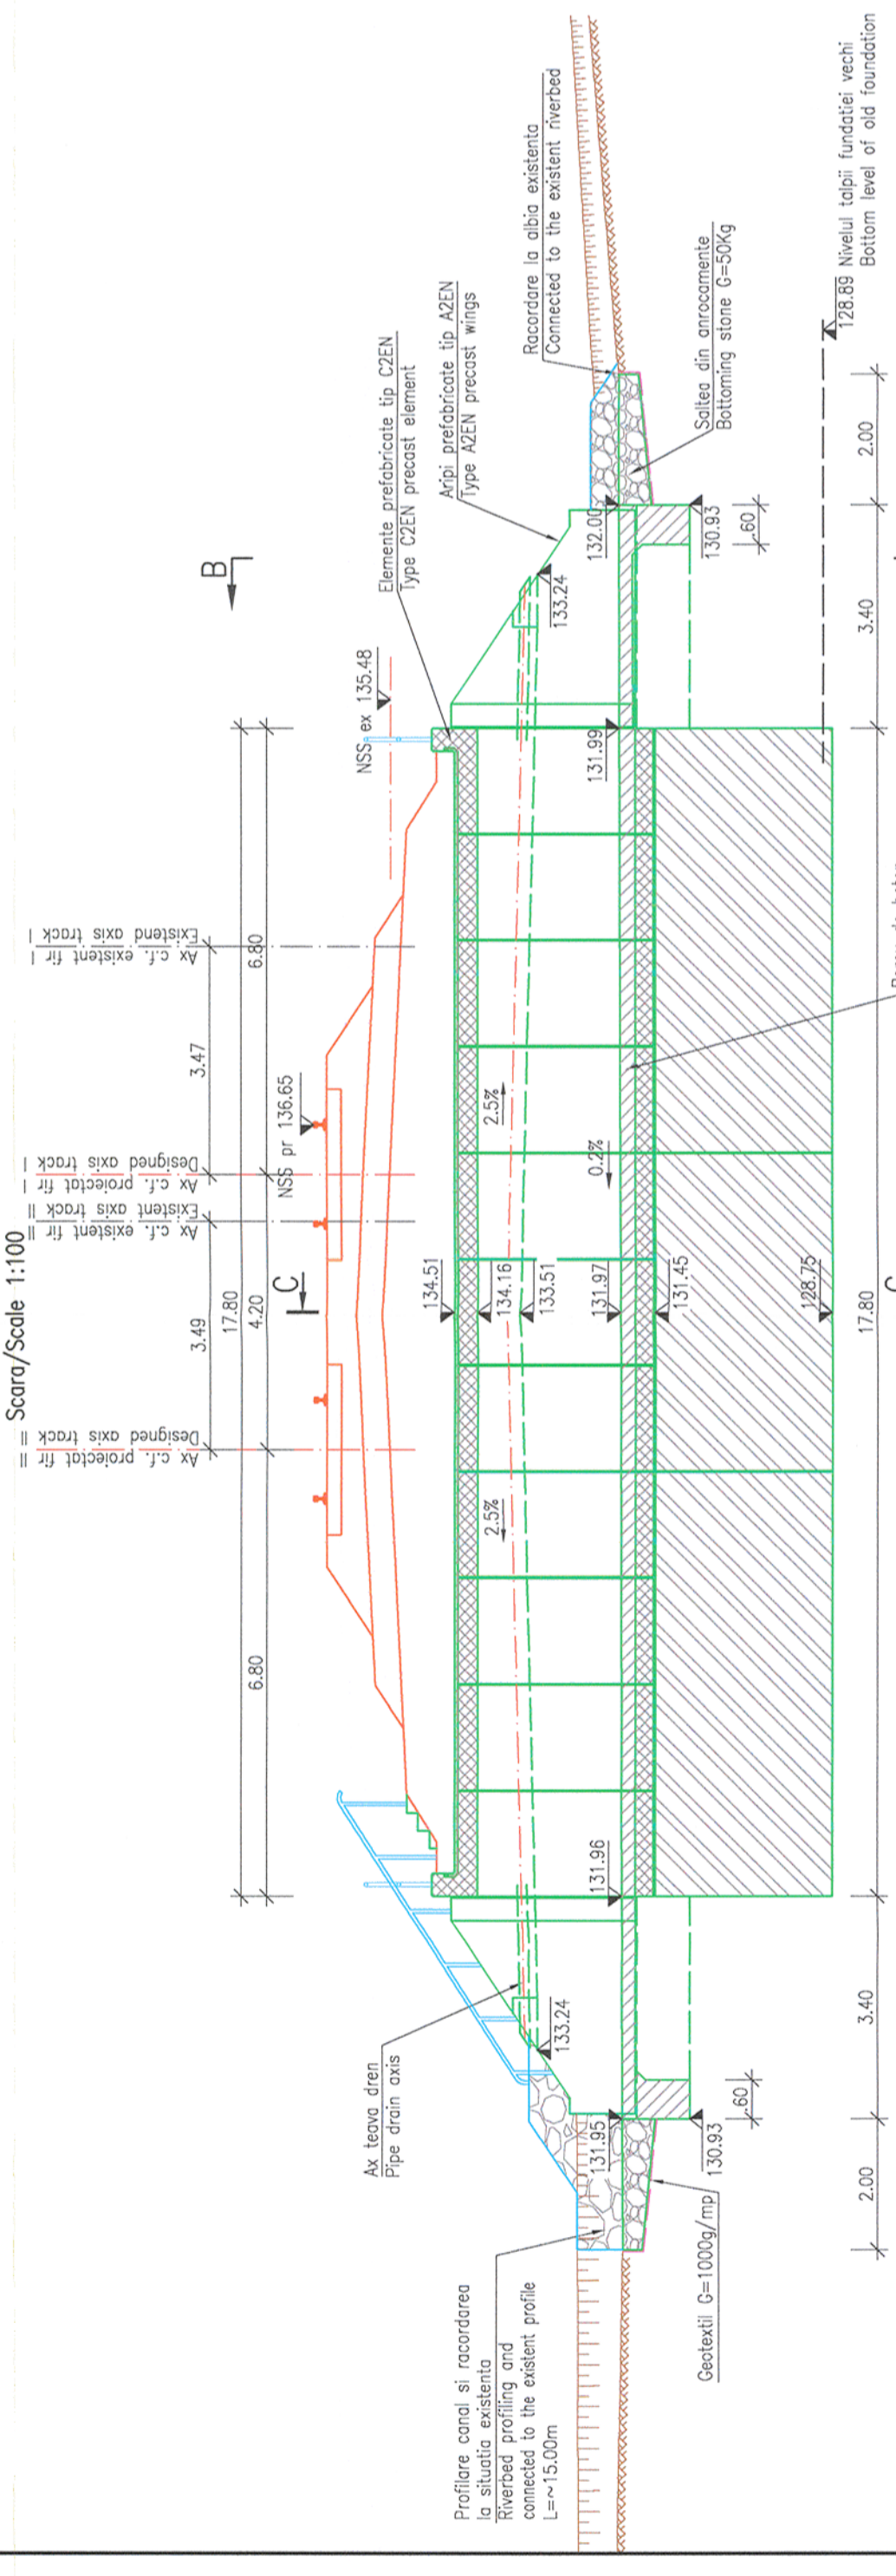 Scara/Scale 1:100
Ax c.f. proiectat fir II
Designed axis track II
Ax c.f. existent fir II
Existent axis track II
Ax c.f. proiectat fir I
Designed axis track I
Ax c.f. existent fir I
Existend axis track I
3.49
3.47
17.80
6.80
4.20
6.80
B
C
NSS pr 136.65
NSS ex 135.48
Elemente prefabricate tip C2EN
Type C2EN precast element
Aripi prefabricate tip A2EN
Type A2EN precast wings
Racordare la albia existenta
Connected to the existent riverbed
Saltea din anrocamente
Bottoming stone G=50Kg
128.89 Nivelul talpii fundatiei vechi
Bottom level of old foundation
Ax teava dren
Pipe drain axis
Profilare canal si racordarea
la situatia existenta
Riverbed profiling and
connected to the existent profile
L=~15.00m
Geotextil G=1000g/mp
134.51
134.16
133.51
2.5%
2.5%
0.2%
133.24
133.24
131.95
131.96
131.97
131.99
132.00
131.45
130.93
130.93
128.75
.60
.60
2.00
3.40
17.80
3.40
2.00
C